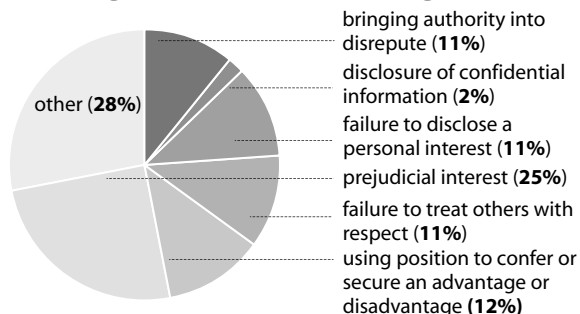 bringing authority into
disrepute (11%)
disclosure of confidential
information (2%)
other (28%)
failure to disclose a
personal interest (11%)
prejudicial interest (25%)
failure to treat others with
respect (11%)
using position to confer or
secure an advantage or
disadvantage (12%)